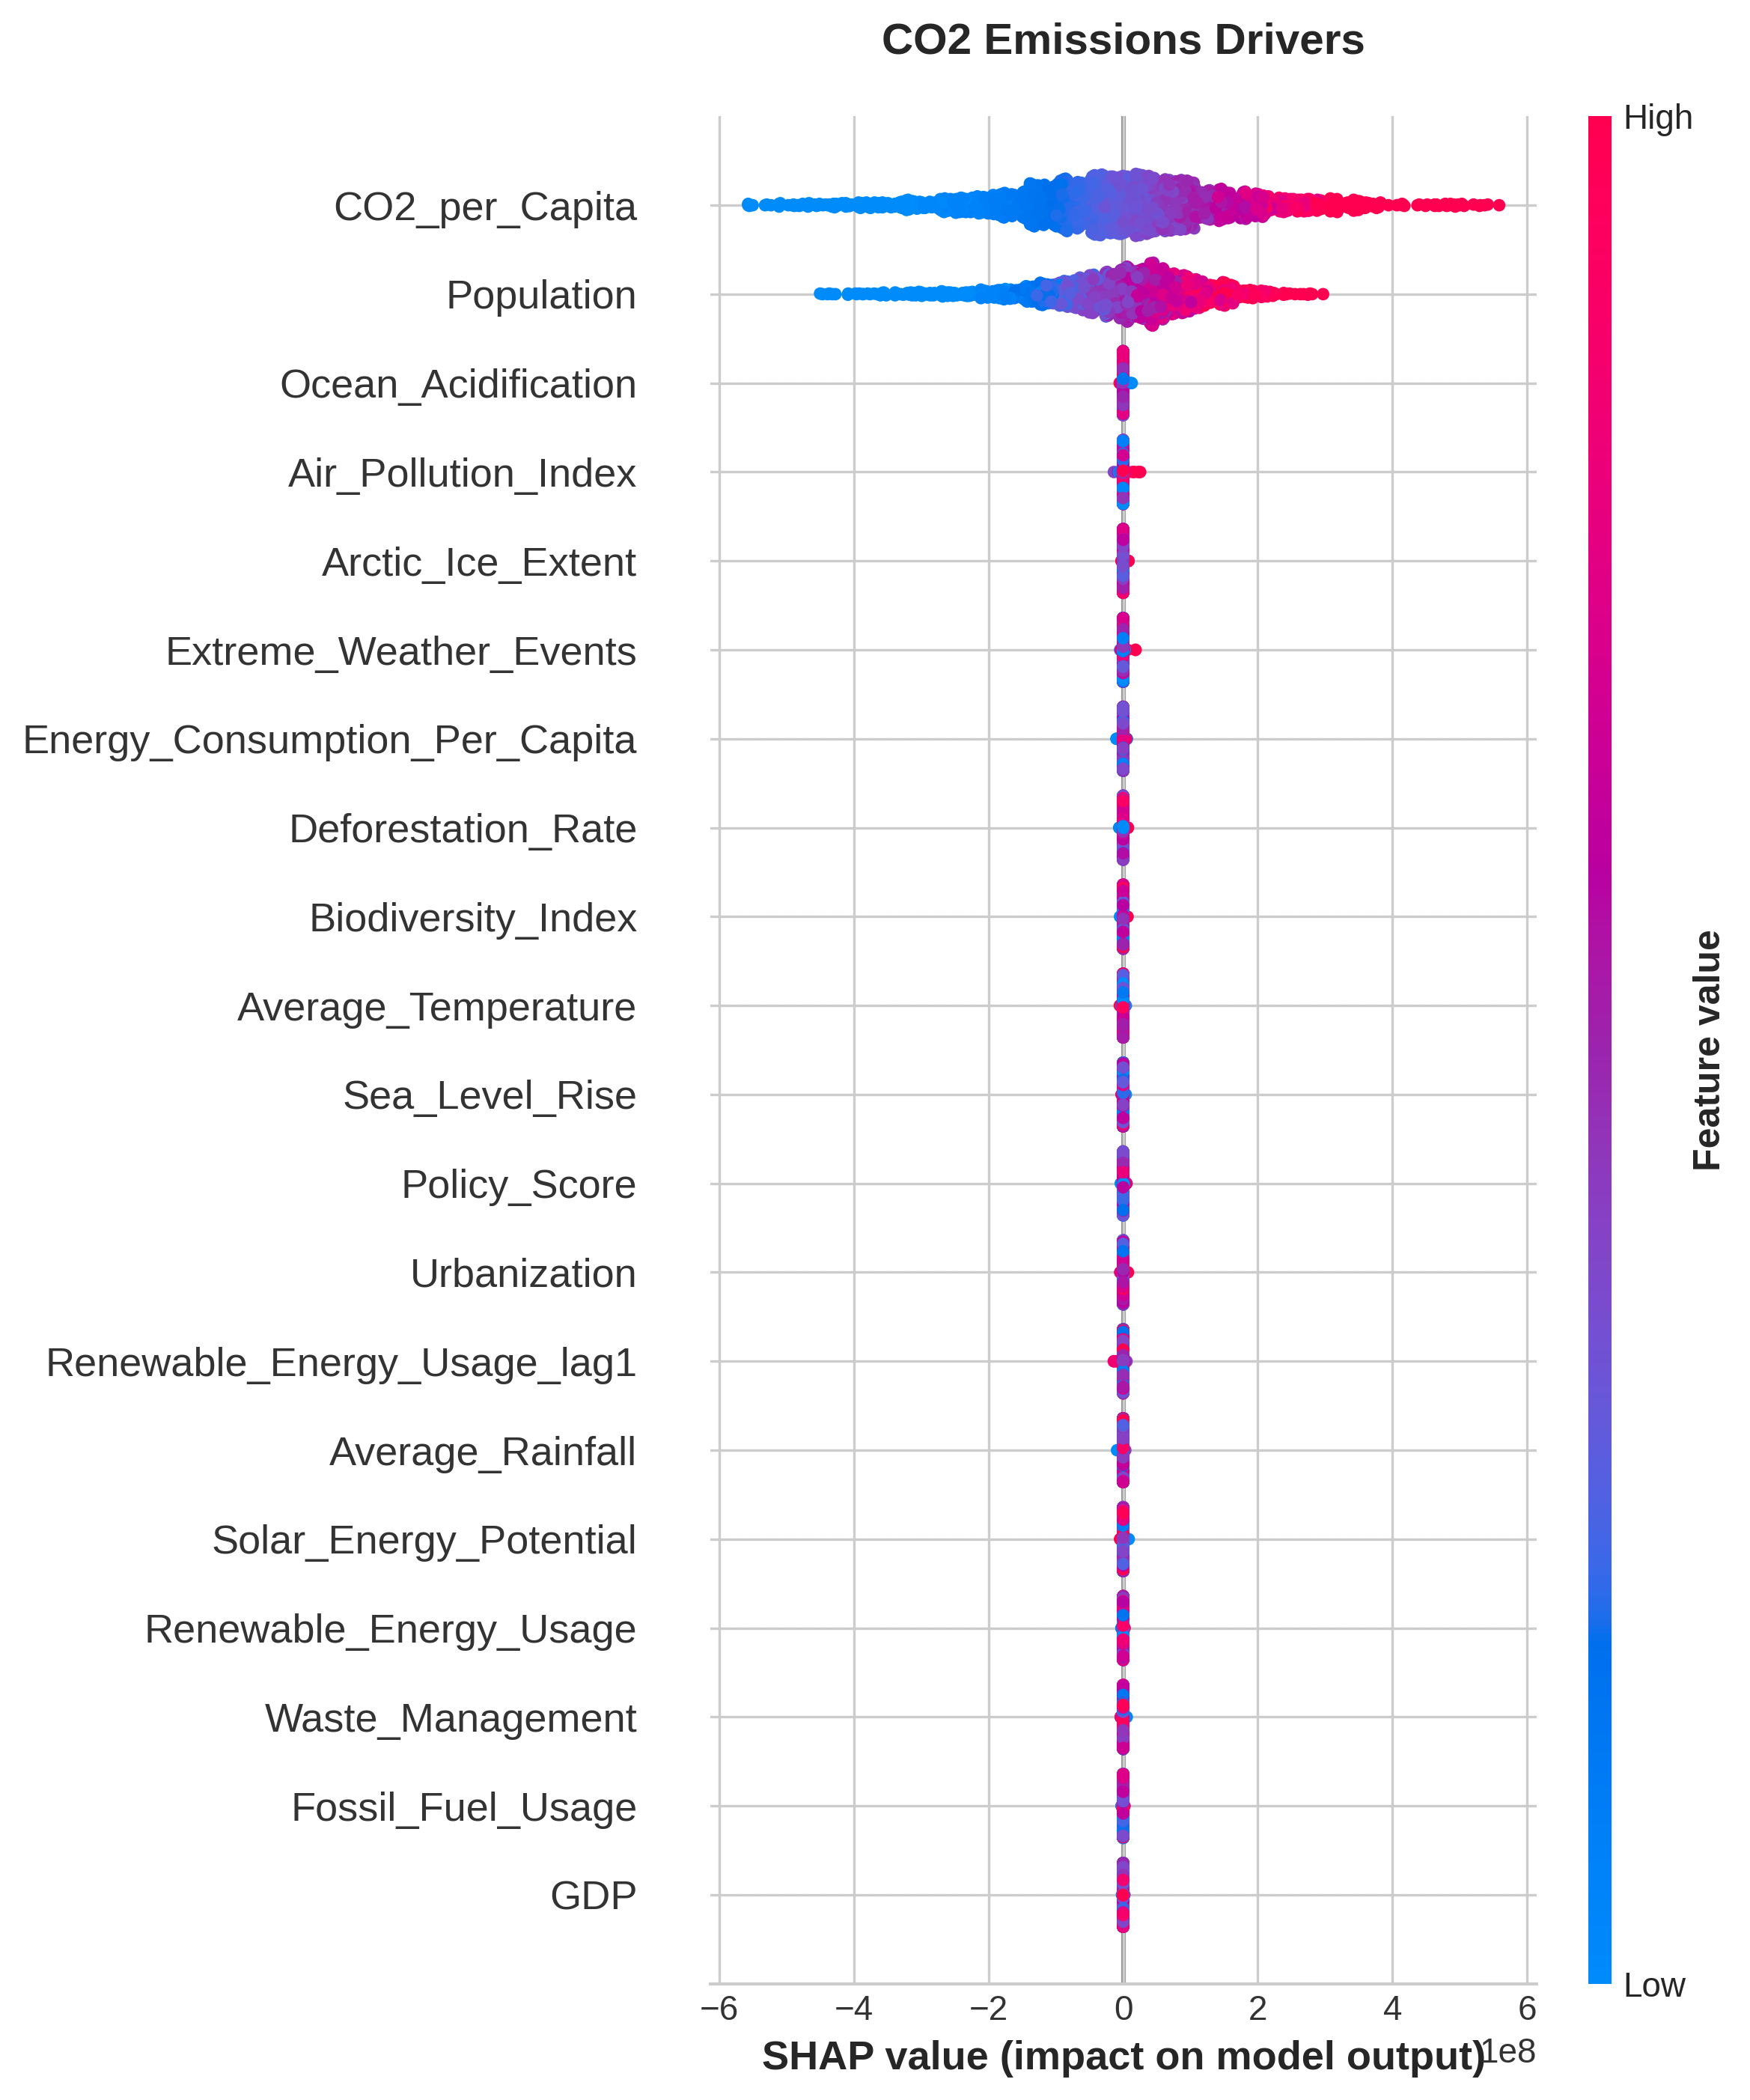 CO2 Emissions Drivers
High
CO2_per_Capita
Population
Ocean_Acidification
Air_Pollution_Index
Arctic_Ice_Extent
Extreme_Weather_Events
Energy_Consumption_Per_Capita
Deforestation_Rate
Biodiversity_Index
Average_Temperature
Sea_Level_Rise
Policy_Score
Urbanization
Renewable_Energy_Usage_lag1
Average_Rainfall
Solar_Energy_Potential
Renewable_Energy_Usage
Waste_Management
Fossil_Fuel_Usage
GDP
Feature value
Low
−6 −4 −2 0 2 4 6
SHAP value (impact on model output)
1e8